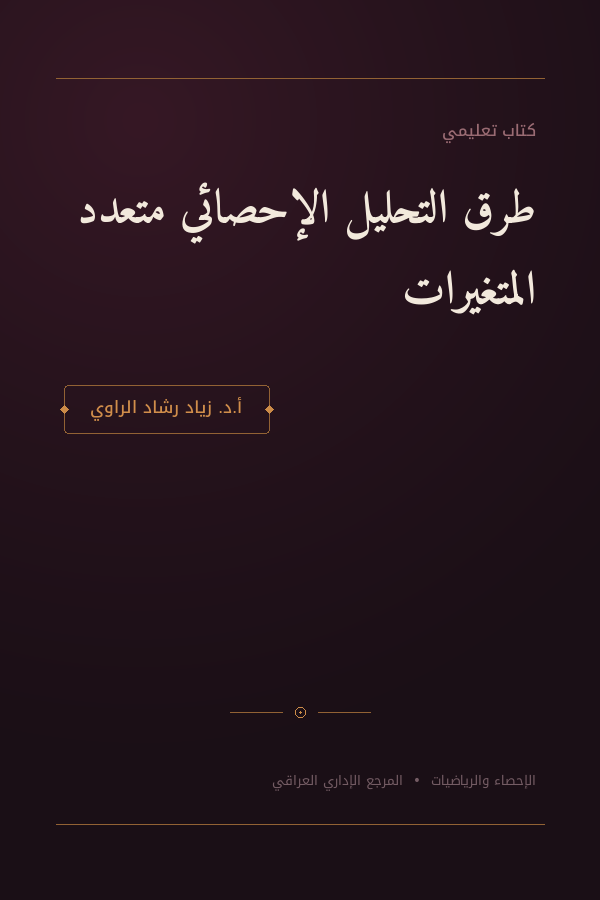 كتاب تعليمي
طرق التحليل الإحصائي متعدد
المتغيرات
أ.د. زياد رشاد الراوي
الإحصاء والرياضيات • المرجع الإداري العراقي